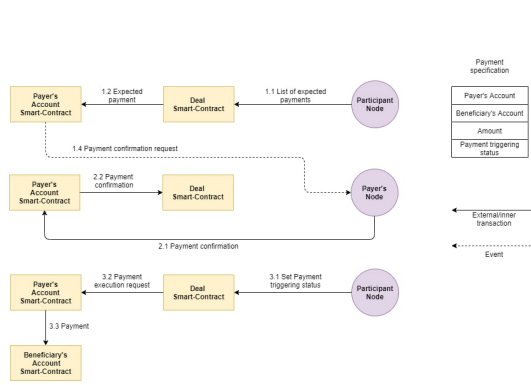 Payment
specification
Payer's
Account
Smart-Contract
1.2 Expected
payment
Deal
Smart-Contract
1.1 List of expected
payments
Participant
Node
Payer's Account
Beneficiary's Account
Amount
Payment triggering
status
1.4 Payment confirmation request
Payer's
Account
Smart-Contract
2.2 Payment
confirmation
Deal
Smart-Contract
Payer's
Node
2.1 Payment confirmation
External/inner
transaction
Event
Payer's
Account
Smart-Contract
3.2 Payment
execution request
Deal
Smart-Contract
3.1 Set Payment
triggering status
Participant
Node
3.3 Payment
Beneficiary's
Account
Smart-Contract